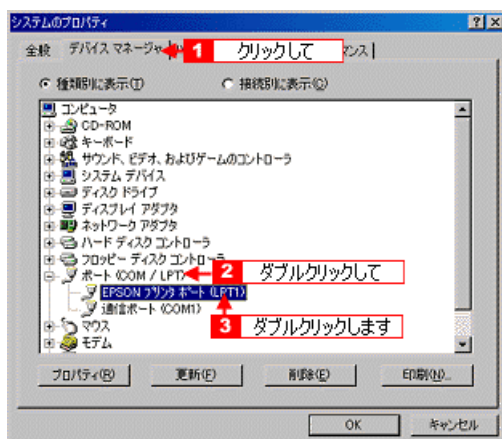 システムのプロパティ
全般 デバイス マネージャ 1 クリックして マンス
種類別に表示(T) 接続別に表示(C)
コンピュータ
CD-ROM
キーボード
サウンド、ビデオ、およびゲームのコントローラ
システム デバイス
ディスク ドライブ
ディスプレイ アダプタ
ネットワーク アダプタ
ハード ディスク コントローラ
フロッピー ディスク コントローラ
ポート (COM / LPT) 2 ダブルクリックして
EPSON プリンタ ポート (LPT1)
通信ポート (COM1)
マウス 3 ダブルクリックします
モデム
プロパティ(R) 更新(F) 削除(E) 印刷(N)...
OK キャンセル